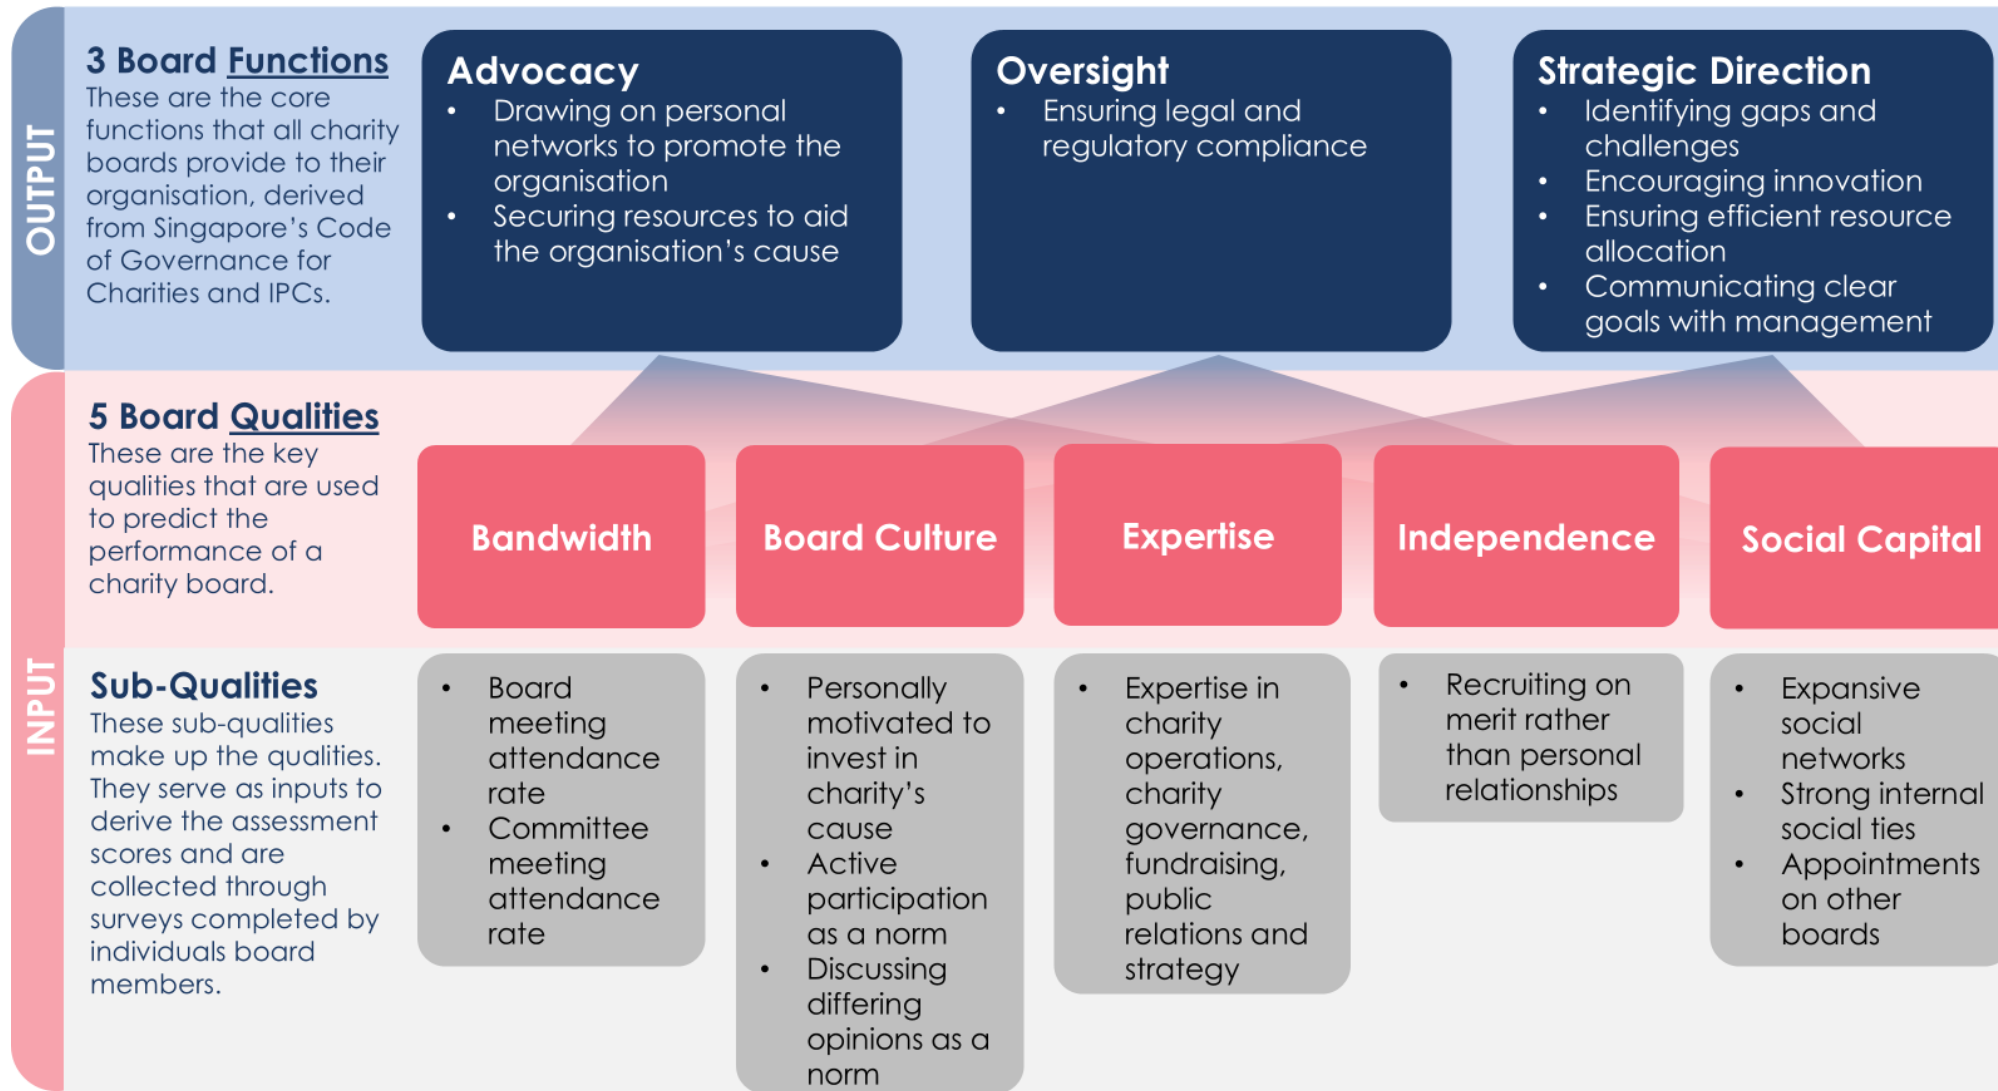 OUTPUT
3 Board Functions
These are the core
functions that all charity
boards provide to their
organisation, derived
from Singapore's Code
of Governance for
Charities and IPCs.
Advocacy
• Drawing on personal
networks to promote the
organisation
• Securing resources to aid
the organisation's cause
Oversight
• Ensuring legal and
regulatory compliance
Strategic Direction
• Identifying gaps and
challenges
• Encouraging innovation
• Ensuring efficient resource
allocation
• Communicating clear
goals with management
INPUT
5 Board Qualities
These are the key
qualities that are used
to predict the
performance of a
charity board.
Bandwidth
Board Culture
Expertise
Independence
Social Capital
Sub-Qualities
These sub-qualities
make up the qualities.
They serve as inputs to
derive the assessment
scores and are
collected through
surveys completed by
individuals board
members.
• Board
meeting
attendance
rate
• Committee
meeting
attendance
rate
• Personally
motivated to
invest in
charity's
cause
• Active
participation
as a norm
• Discussing
differing
opinions as a
norm
• Expertise in
charity
operations,
charity
governance,
fundraising,
public
relations and
strategy
• Recruiting on
merit rather
than personal
relationships
• Expansive
social
networks
• Strong internal
social ties
• Appointments
on other
boards